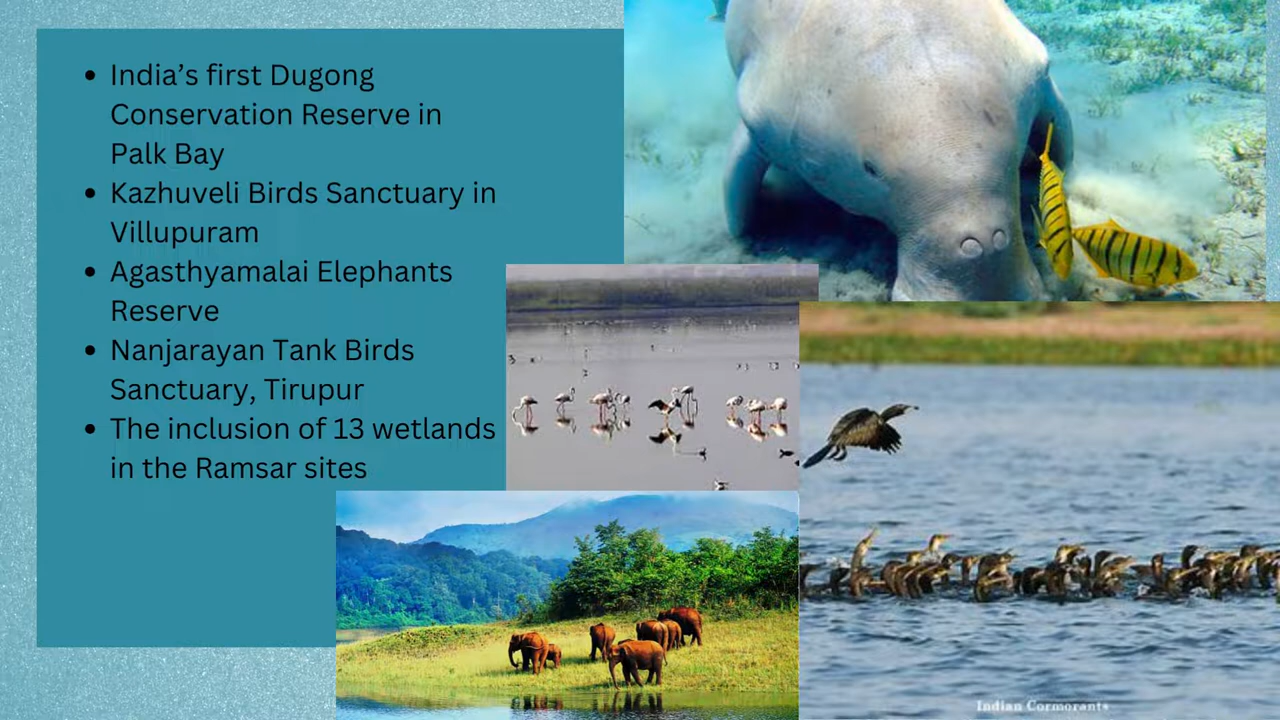 • India’s first Dugong
Conservation Reserve in
Palk Bay
• Kazhuveli Birds Sanctuary in
Villupuram
• Agasthyamalai Elephants
Reserve
• Nanjarayan Tank Birds
Sanctuary, Tirupur
• The inclusion of 13 wetlands
in the Ramsar sites
Indian Cormorants